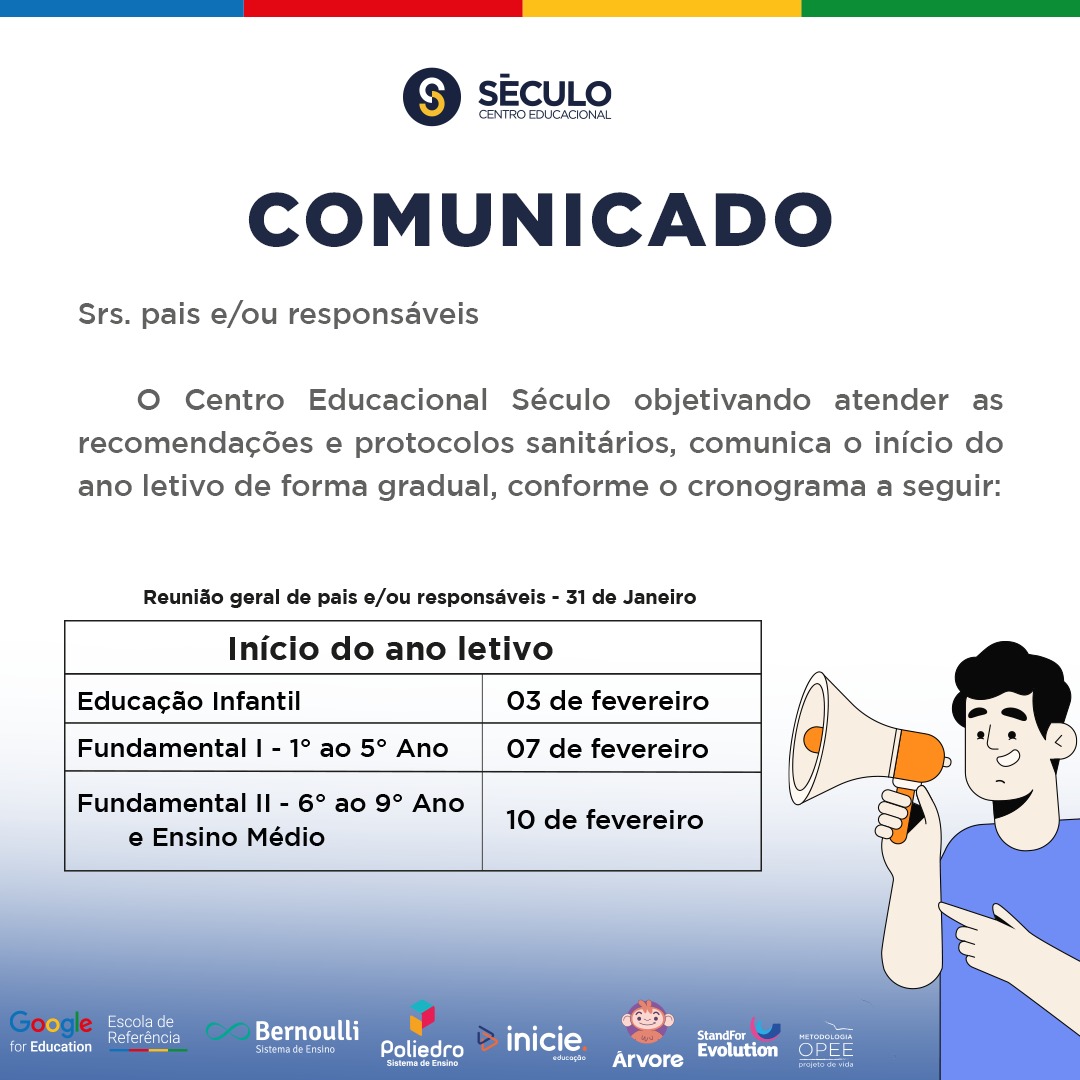 SÉCULO
CENTRO EDUCACIONAL
COMUNICADO
Srs. pais e/ou responsáveis
O Centro Educacional Século objetivando atender as
recomendações e protocolos sanitários, comunica o início do
ano letivo de forma gradual, conforme o cronograma a seguir:
Reunião geral de pais e/ou responsáveis - 31 de Janeiro
Início do ano letivo
Educação Infantil 03 de fevereiro
Fundamental I - 1° ao 5° Ano 07 de fevereiro
Fundamental II - 6° ao 9° Ano
e Ensino Médio 10 de fevereiro
Google
for Education
Escola de
Referência
Bernoulli
Sistema de Ensino
Poliedro
Sistema de Ensino
inicie.
educação
Árvore
StandFor
Evolution
METODOLOGIA
OPEE
projeto de vida